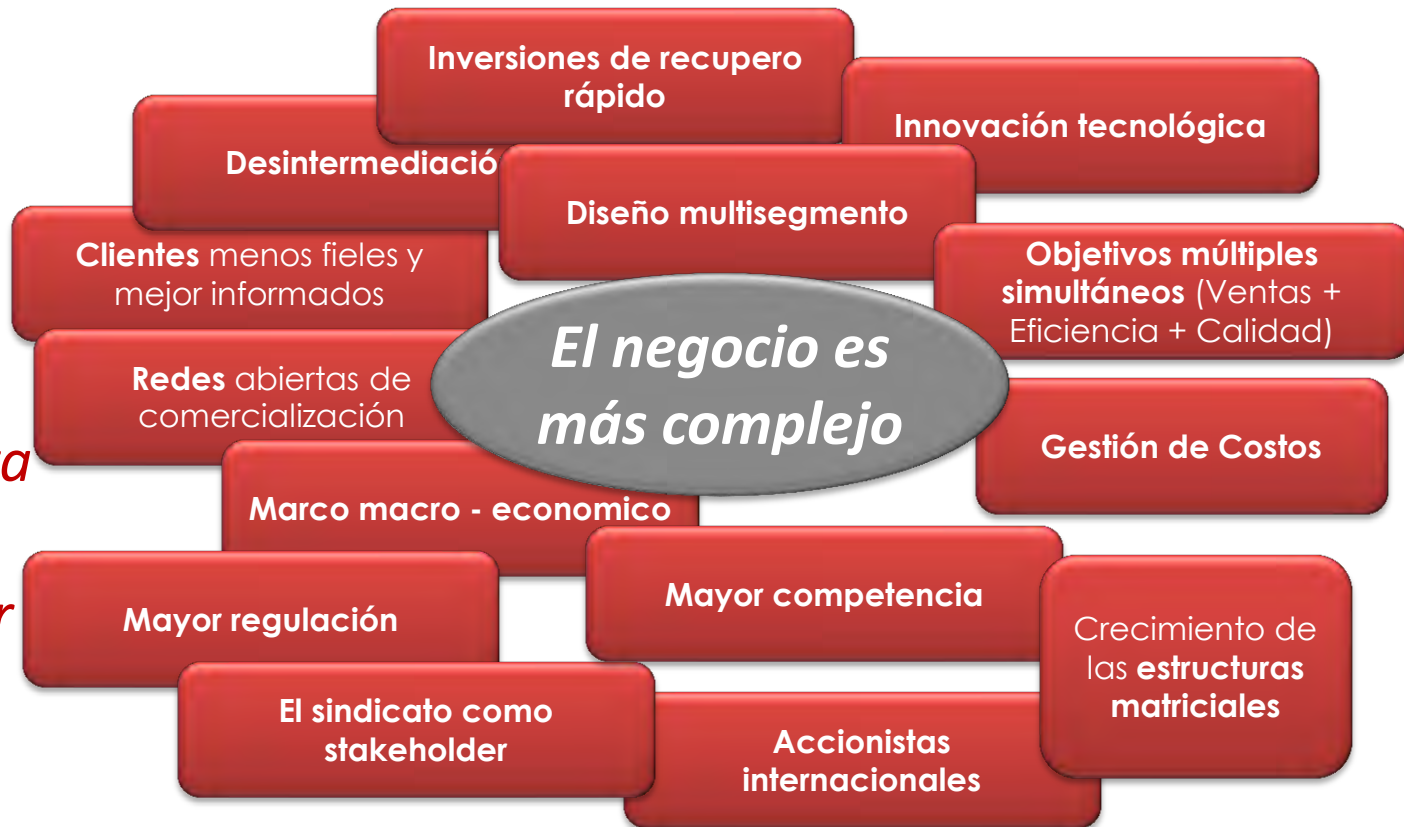 Inversiones de recupero
rápido
Innovación tecnológica
Desintermediació
Diseño multisegmento
Clientes menos fieles y
mejor informados
Objetivos múltiples
simultáneos (Ventas +
Eficiencia + Calidad)
El negocio es
más complejo
Redes abiertas de
comercialización
Gestión de Costos
Marco macro - economico
Mayor competencia
Mayor regulación
Crecimiento de
las estructuras
matriciales
El sindicato como
stakeholder
Accionistas
internacionales